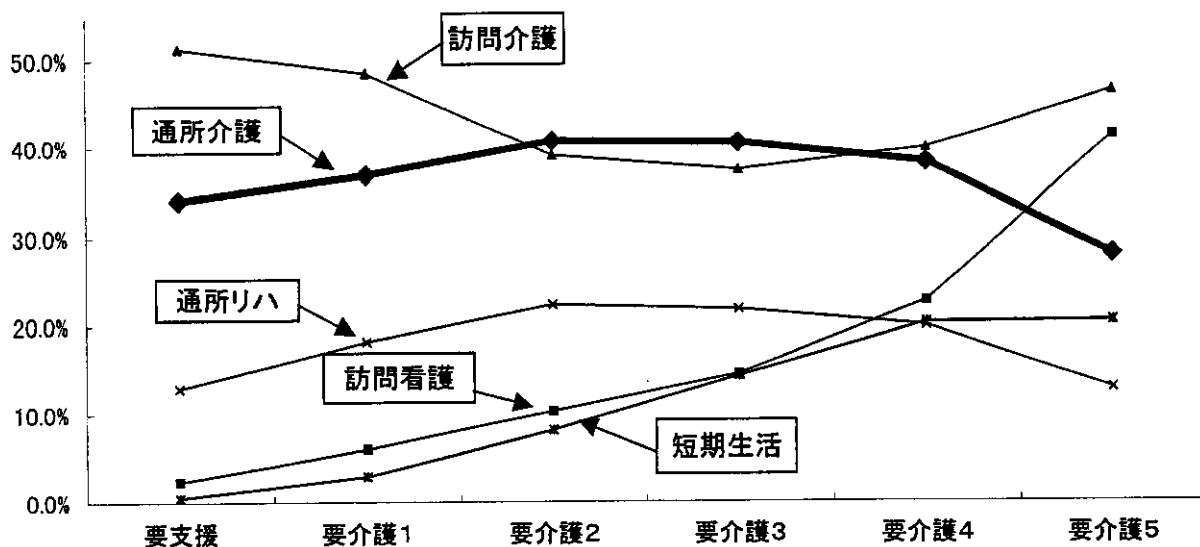 50.0%
40.0%
30.0%
20.0%
10.0%
0.0%
訪問介護
通所介護
通所リハ
訪問看護
短期生活
要支援
要介護1
要介護2
要介護3
要介護4
要介護5